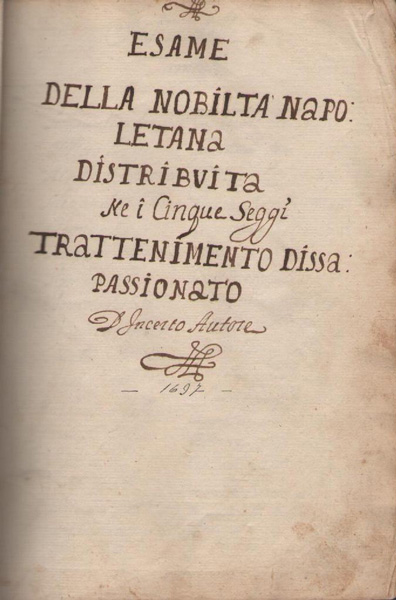 ESAME
DELLA NOBILTA NAPO:
LETANA
DISTRIBVITA
Ne i Cinque Seggi
TRATTENIMENTO DISSA:
PASSIONATO
D'Incerto Autore
— 1697 —